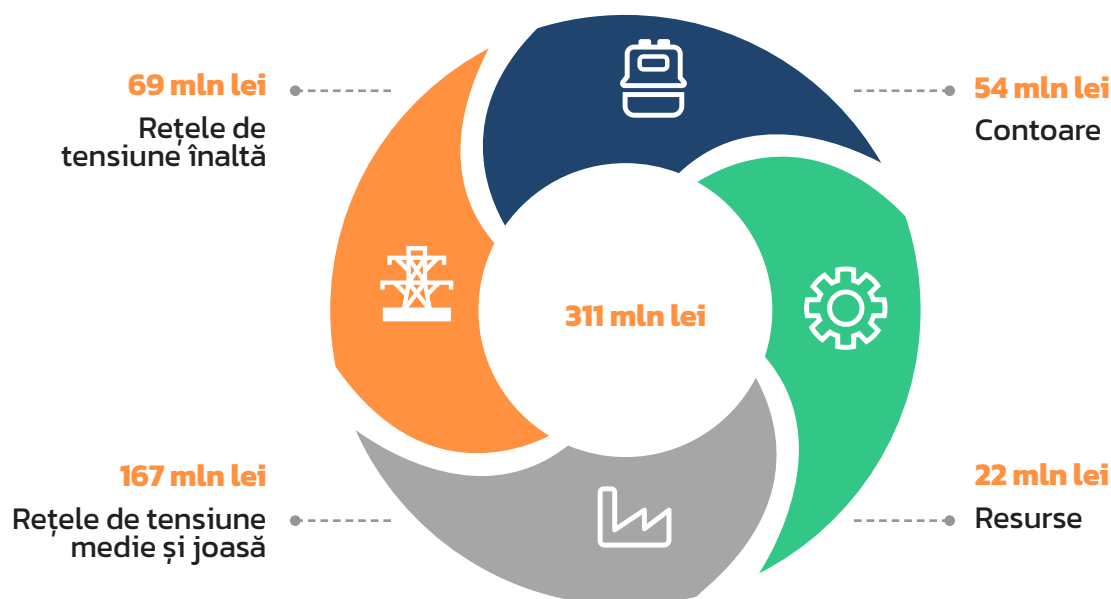 69 mln lei
Rețele de
tensiune înaltă
54 mln lei
Contoare
311 mln lei
167 mln lei
Rețele de tensiune
medie și joasă
22 mln lei
Resurse